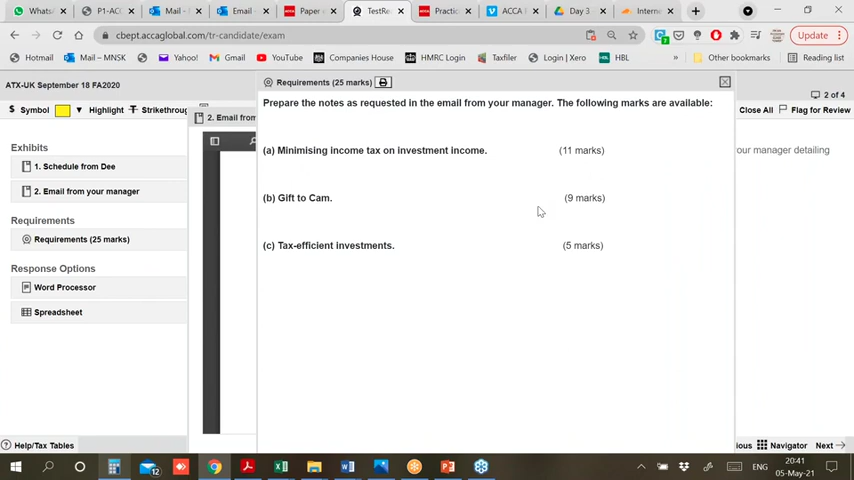 WhatsA
P1-ACC
Mail -
Email -
Paper
TestRe
Practic
ACCA P
Day 3
Intern
cbept.accaglobal.com/tr-candidate/exam
Update
Hotmail
Mail – MNSK
Yahoo!
Gmail
YouTube
Companies House
HMRC Login
Taxfiler
Login | Xero
HBL
»
Other bookmarks
Reading list
ATX-UK September 18 FA2020
Requirements (25 marks)
2 of 4
$ Symbol
Highlight
Strikethroug
Close All
Flag for Review
Prepare the notes as requested in the email from your manager. The following marks are available:
2. Email from
Exhibits
1. Schedule from Dee
2. Email from your manager
(a) Minimising income tax on investment income. (11 marks)
our manager detailing
(b) Gift to Cam. (9 marks)
Requirements
Requirements (25 marks)
(c) Tax-efficient investments. (5 marks)
Response Options
Word Processor
Spreadsheet
Help/Tax Tables
ious
Navigator
Next
12
ENG
20:41
05-May-21